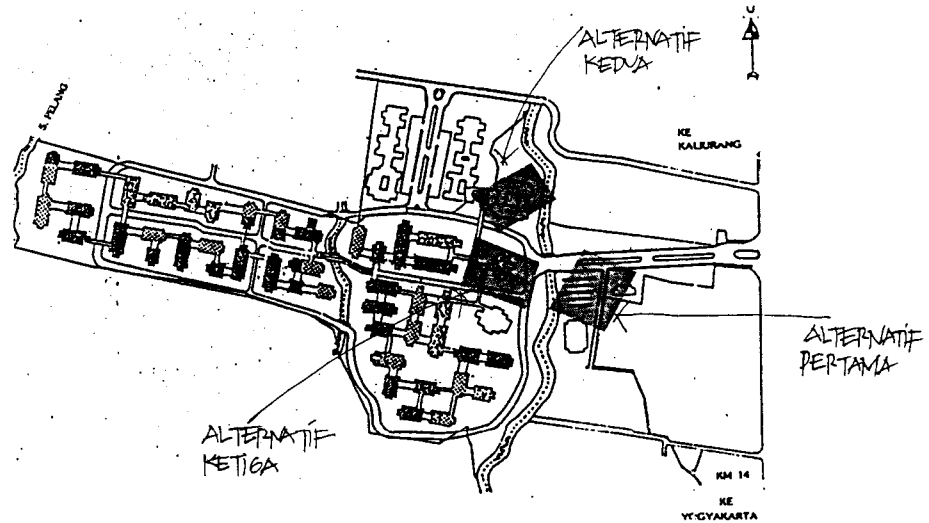 U
ALTERNATIF
KEDUA
S. PELANG
KE
KALIURANG
ALTERNATIF
PERTAMA
ALTERNATIF
KETIGA
KM 14
KE
YOGYAKARTA